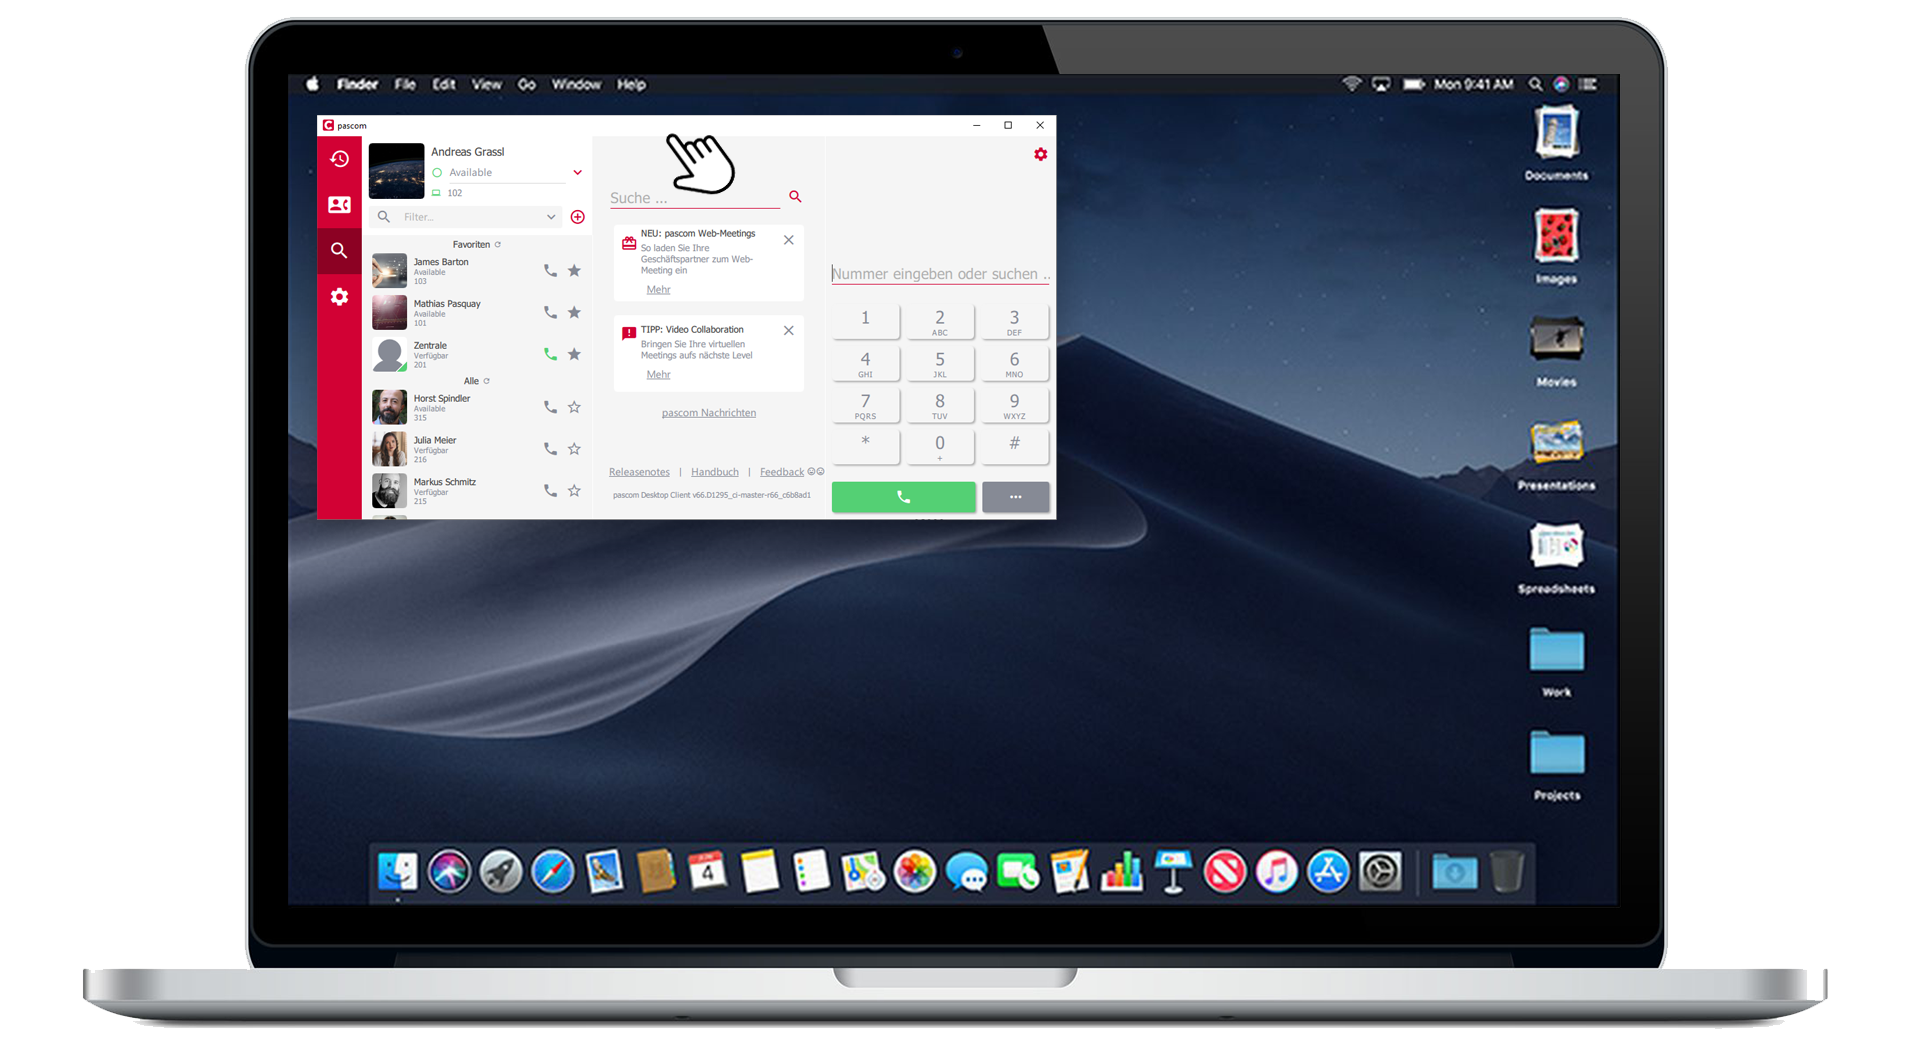 Finder File Edit View Go Window Help
Mon 9:41 AM
pascom
Andreas Grassl
Available
102
Filter...
Favoriten
James Barton
Available
103
Mathias Pasquay
Available
101
Zentrale
Verfügbar
201
Alle
Horst Spindler
Available
315
Julia Meier
Verfügbar
216
Markus Schmitz
Verfügbar
215
Suche ...
NEU: pascom Web-Meetings
So laden Sie Ihre
Geschäftspartner zum Web-
Meeting ein
Mehr
TIPP: Video Collaboration
Bringen Sie Ihre virtuellen
Meetings aufs nächste Level
Mehr
pascom Nachrichten
Releasenotes | Handbuch | Feedback
pascom Desktop Client v66.D1295_ci-master-r66_c6b8ad1
Nummer eingeben oder suchen ..
1 2 3
ABC DEF
4 5 6
GHI JKL MNO
7 8 9
PQRS TUV WXYZ
* 0 #
+
Documents
Images
Movies
Presentations
Spreadsheets
Work
Projects
JUN
4